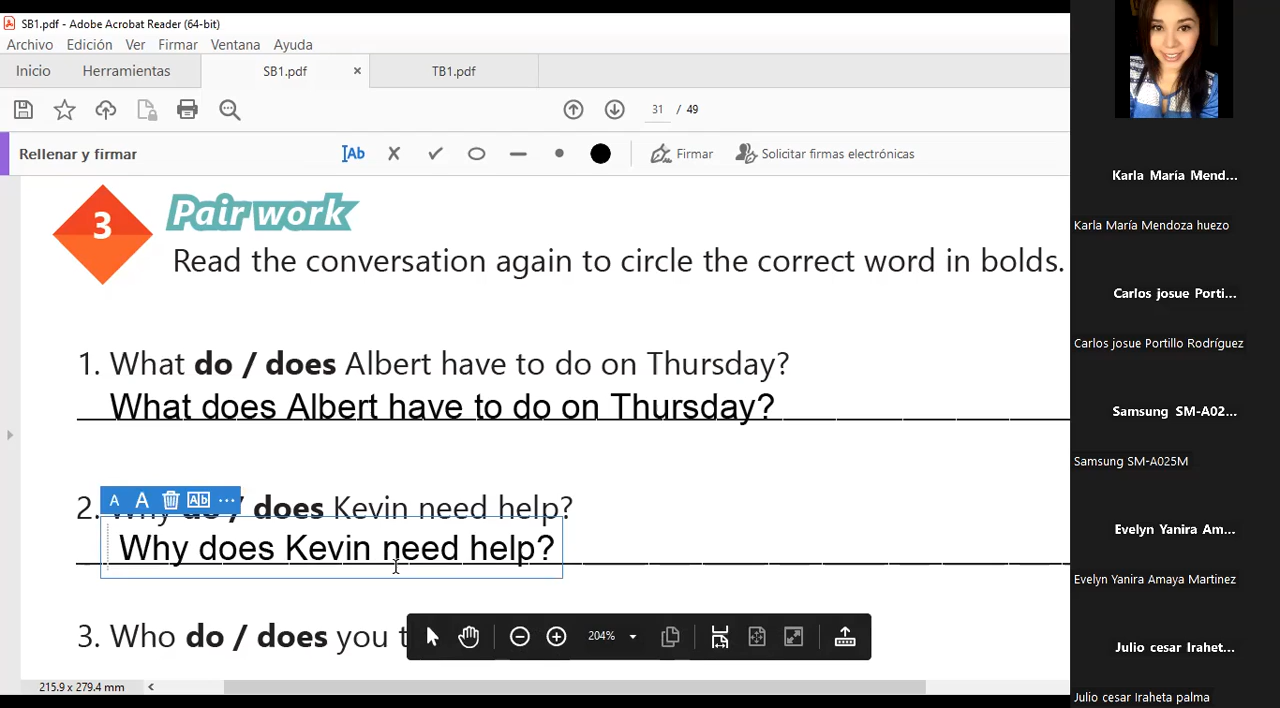 SB1.pdf - Adobe Acrobat Reader (64-bit)
Archivo Edición Ver Firmar Ventana Ayuda
Inicio Herramientas SB1.pdf × TB1.pdf
31 / 49
Rellenar y firmar Ab Firmar Solicitar firmas electrónicas
3 Pair work
Read the conversation again to circle the correct word in bolds.
1. What do / does Albert have to do on Thursday?
What does Albert have to do on Thursday?
A A Ab ...
2. Why do / does Kevin need help?
Why does Kevin need help?
3. Who do / does you
204%
215.9 x 279.4 mm
Karla María Mend...
Karla María Mendoza huezo
Carlos josue Porti...
Carlos josue Portillo Rodríguez
Samsung SM-A02...
Samsung SM-A025M
Evelyn Yanira Am...
Evelyn Yanira Amaya Martinez
Julio cesar Irahet...
Julio cesar Iraheta palma